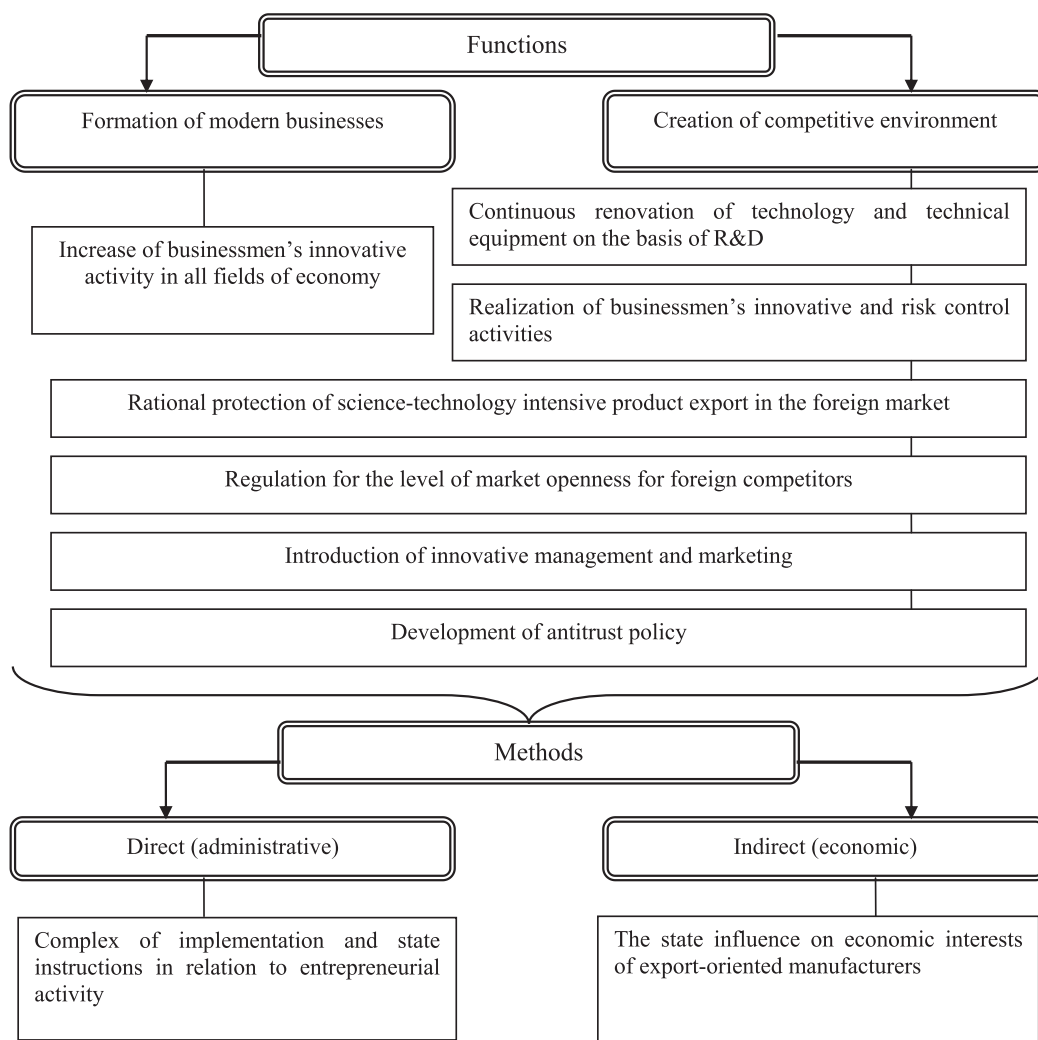 Functions
Formation of modern businesses
Creation of competitive environment
Continuous renovation of technology and technical
equipment on the basis of R&D
Increase of businessmen's innovative
activity in all fields of economy
Realization of businessmen's innovative and risk control
activities
Rational protection of science-technology intensive product export in the foreign market
Regulation for the level of market openness for foreign competitors
Introduction of innovative management and marketing
Development of antitrust policy
Methods
Direct (administrative)
Indirect (economic)
Complex of implementation and state
instructions in relation to entrepreneurial
activity
The state influence on economic interests
of export-oriented manufacturers